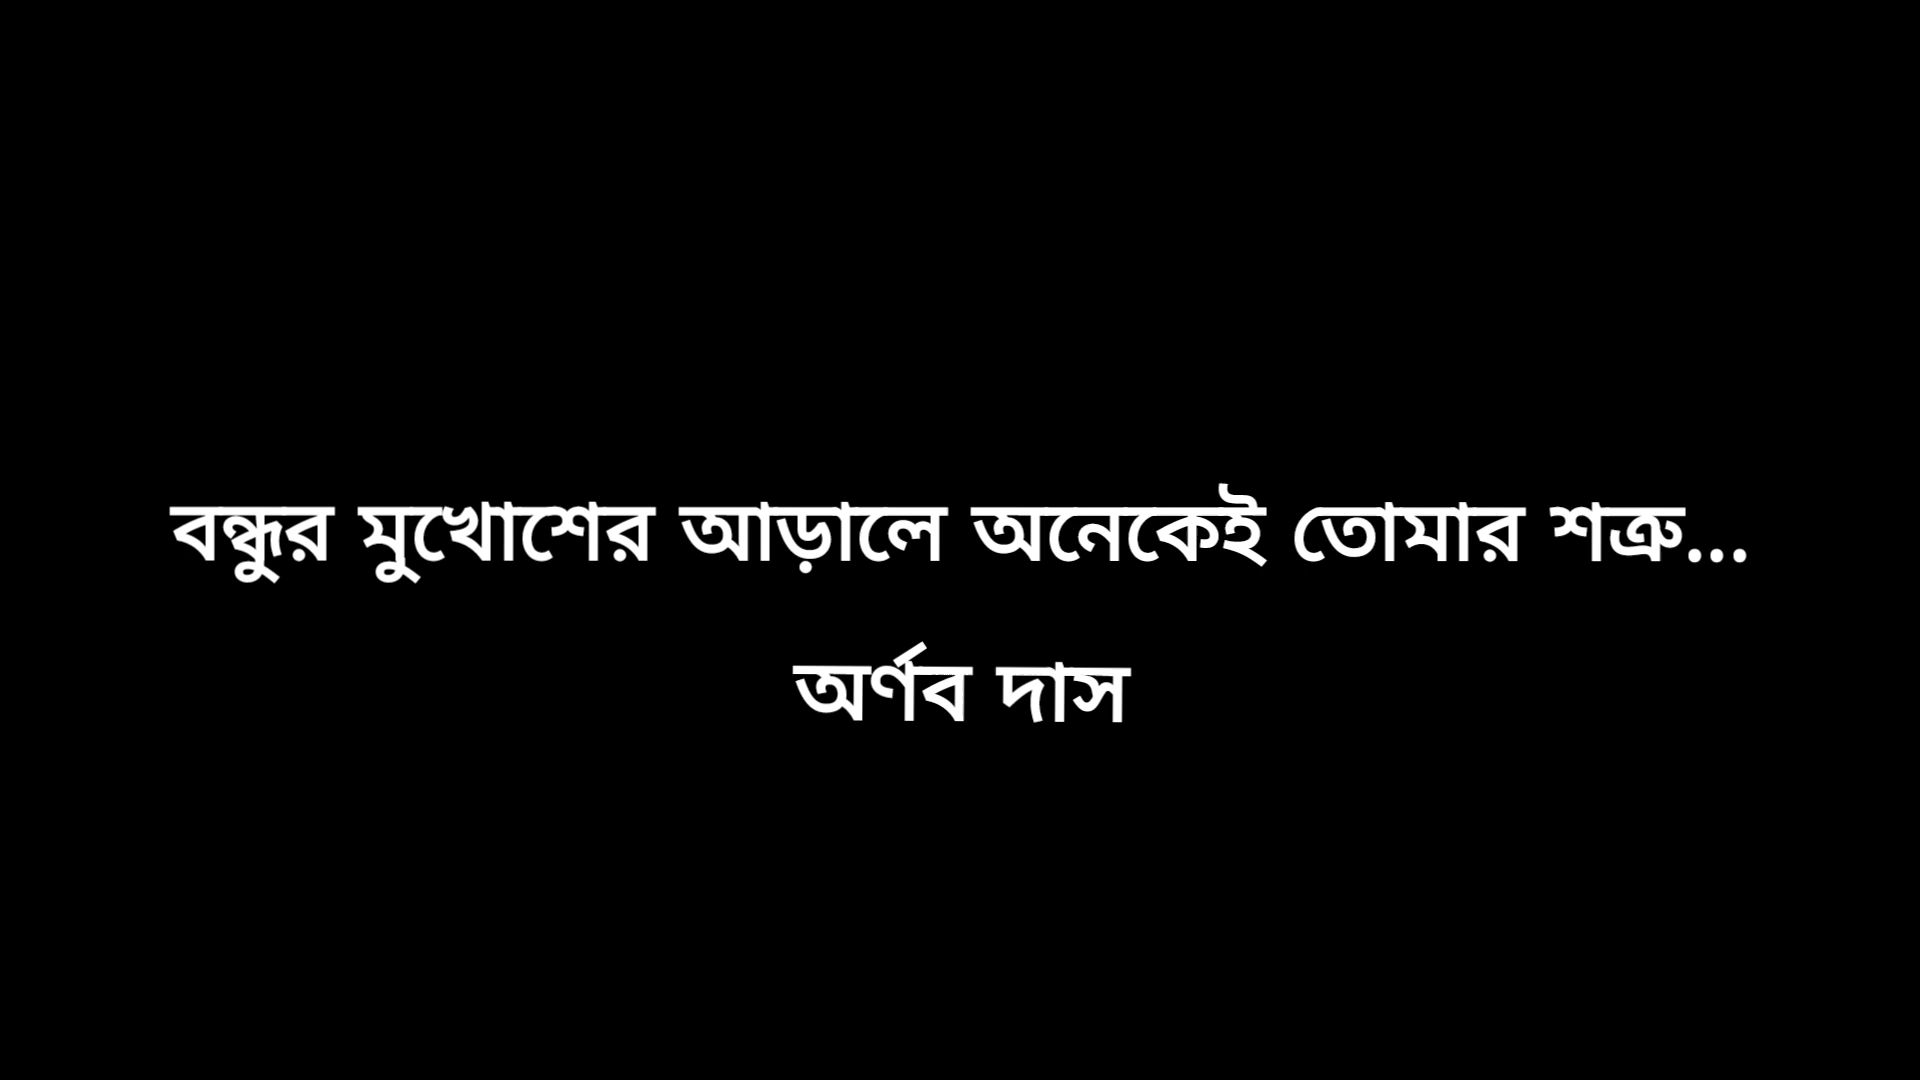 বন্ধুর মুখোশের আড়ালে অনেকেই তোমার শত্রু...
অর্ণব দাস